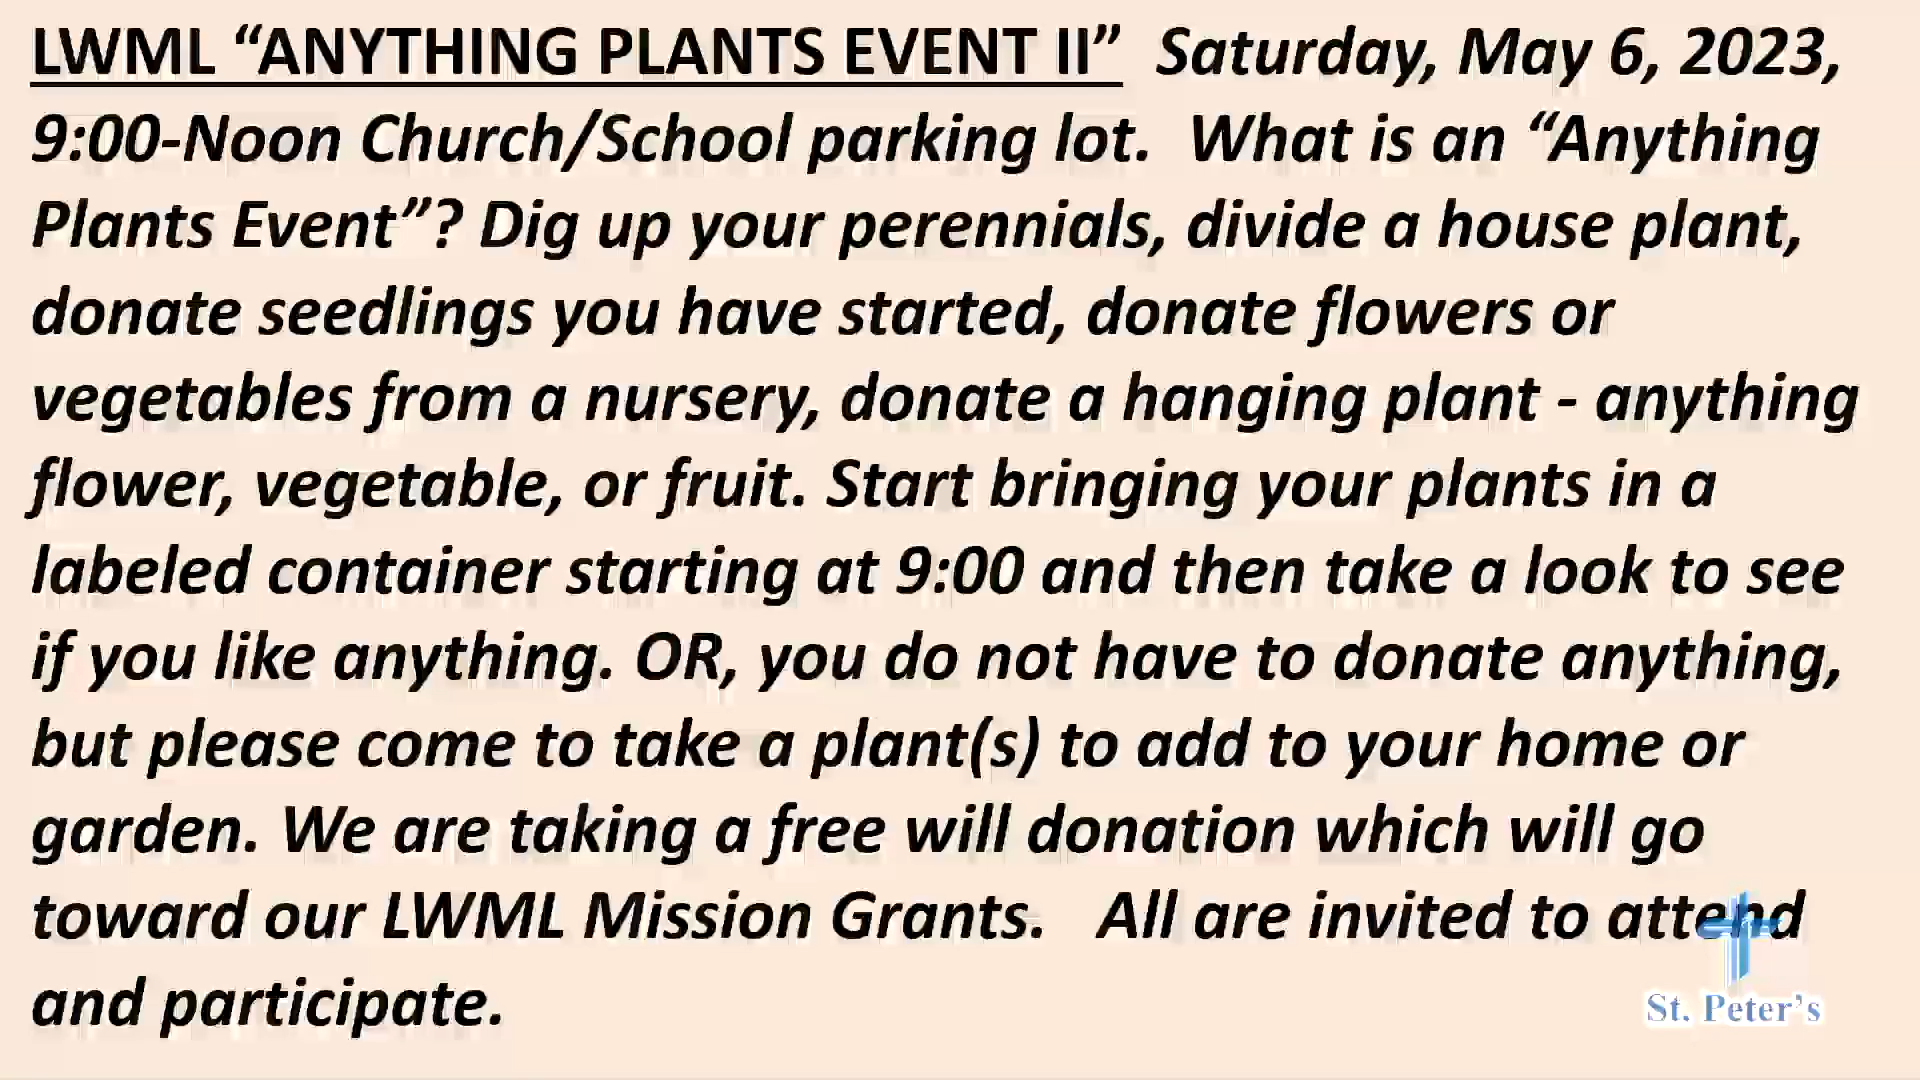 LWML “ANYTHING PLANTS EVENT II”  Saturday, May 6, 2023,
9:00-Noon Church/School parking lot.  What is an “Anything
Plants Event”? Dig up your perennials, divide a house plant,
donate seedlings you have started, donate flowers or
vegetables from a nursery, donate a hanging plant - anything
flower, vegetable, or fruit. Start bringing your plants in a
labeled container starting at 9:00 and then take a look to see
if you like anything. OR, you do not have to donate anything,
but please come to take a plant(s) to add to your home or
garden. We are taking a free will donation which will go
toward our LWML Mission Grants.   All are invited to attend
and participate.
St. Peter’s